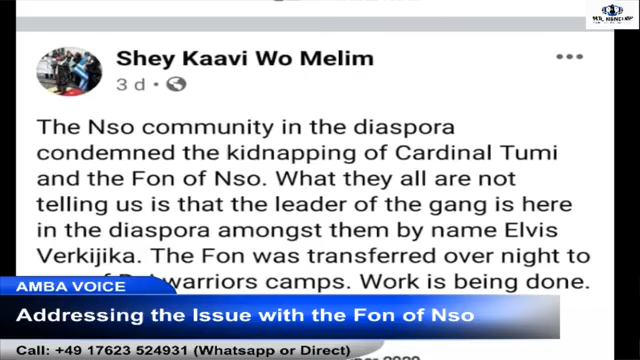 Shey Kaavi Wo Melim
3 d
The Nso community in the diaspora
condemned the kidnapping of Cardinal Tumi
and the Fon of Nso. What they all are not
telling us is that the leader of the gang is here
in the diaspora amongst them by name Elvis
Verkijika. The Fon was transferred over night to
warriors camps. Work is being done.
AMBA VOICE
Addressing the Issue with the Fon of Nso
Call: +49 17623 524931 (Whatsapp or Direct)